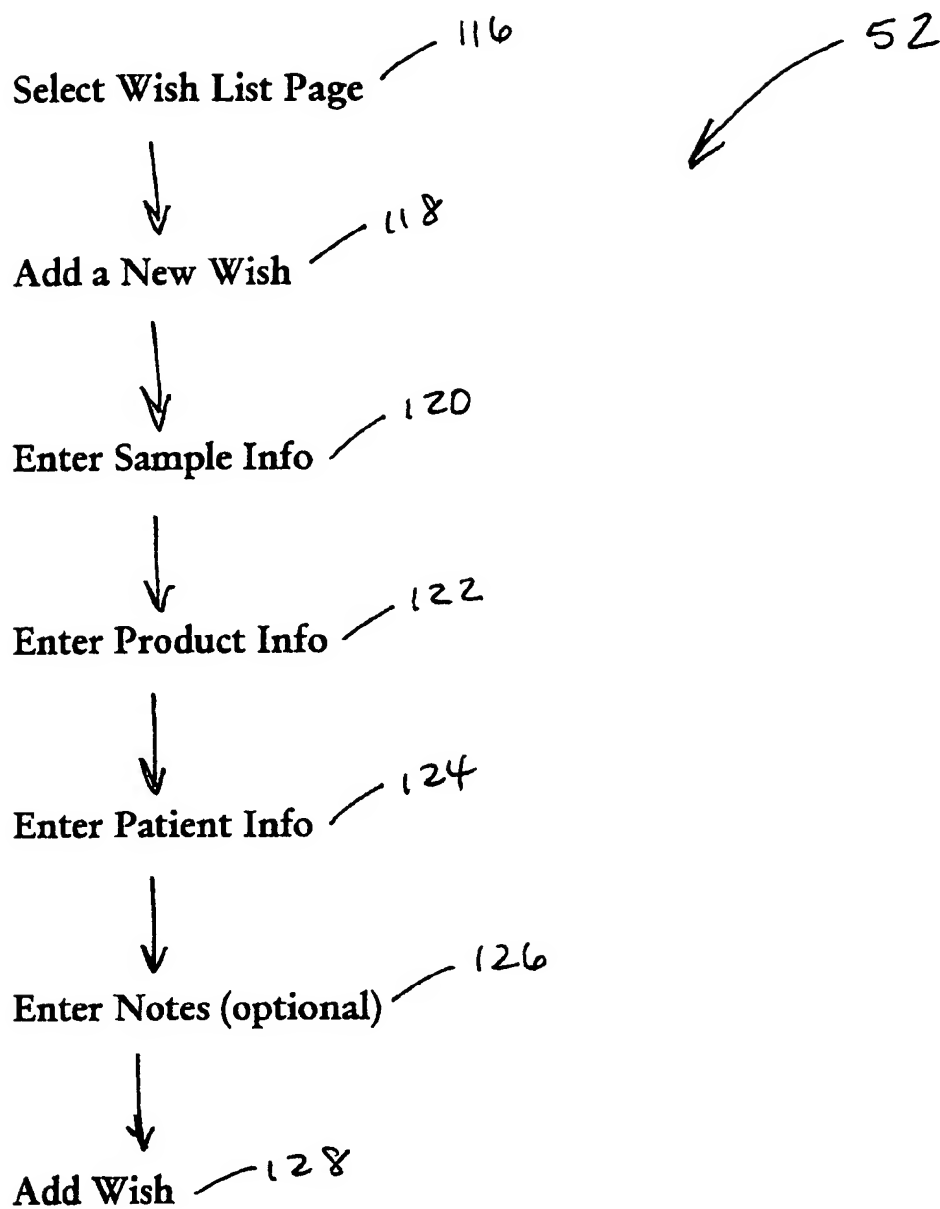 116
52
Select Wish List Page
118
Add a New Wish
120
Enter Sample Info
122
Enter Product Info
124
Enter Patient Info
126
Enter Notes (optional)
128
Add Wish